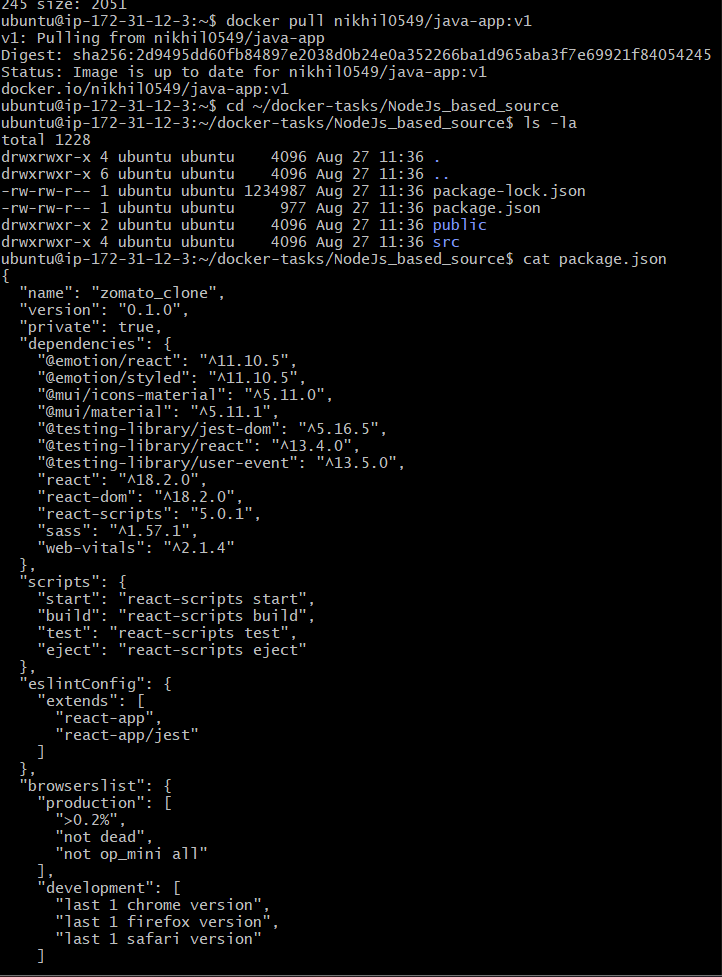 245 size: 2051
ubuntu@ip-172-31-12-3:~$ docker pull nikhil0549/java-app:v1
v1: Pulling from nikhil0549/java-app
Digest: sha256:2d9495dd60fb84897e2038d0b24e0a352266ba1d965aba3f7e69921f84054245
Status: Image is up to date for nikhil0549/java-app:v1
docker.io/nikhil0549/java-app:v1
ubuntu@ip-172-31-12-3:~$ cd ~/docker-tasks/NodeJs_based_source
ubuntu@ip-172-31-12-3:~/docker-tasks/NodeJs_based_source$ ls -la
total 1228
drwxrwxr-x 4 ubuntu ubuntu    4096 Aug 27 11:36 .
drwxrwxr-x 6 ubuntu ubuntu    4096 Aug 27 11:36 ..
-rw-rw-r-- 1 ubuntu ubuntu 1234987 Aug 27 11:36 package-lock.json
-rw-rw-r-- 1 ubuntu ubuntu     977 Aug 27 11:36 package.json
drwxrwxr-x 2 ubuntu ubuntu    4096 Aug 27 11:36 public
drwxrwxr-x 4 ubuntu ubuntu    4096 Aug 27 11:36 src
ubuntu@ip-172-31-12-3:~/docker-tasks/NodeJs_based_source$ cat package.json
{
  "name": "zomato_clone",
  "version": "0.1.0",
  "private": true,
  "dependencies": {
    "@emotion/react": "^11.10.5",
    "@emotion/styled": "^11.10.5",
    "@mui/icons-material": "^5.11.0",
    "@mui/material": "^5.11.1",
    "@testing-library/jest-dom": "^5.16.5",
    "@testing-library/react": "^13.4.0",
    "@testing-library/user-event": "^13.5.0",
    "react": "^18.2.0",
    "react-dom": "^18.2.0",
    "react-scripts": "5.0.1",
    "sass": "^1.57.1",
    "web-vitals": "^2.1.4"
  },
  "scripts": {
    "start": "react-scripts start",
    "build": "react-scripts build",
    "test": "react-scripts test",
    "eject": "react-scripts eject"
  },
  "eslintConfig": {
    "extends": [
      "react-app",
      "react-app/jest"
    ]
  },
  "browserslist": {
    "production": [
      ">0.2%",
      "not dead",
      "not op_mini all"
    ],
    "development": [
      "last 1 chrome version",
      "last 1 firefox version",
      "last 1 safari version"
    ]